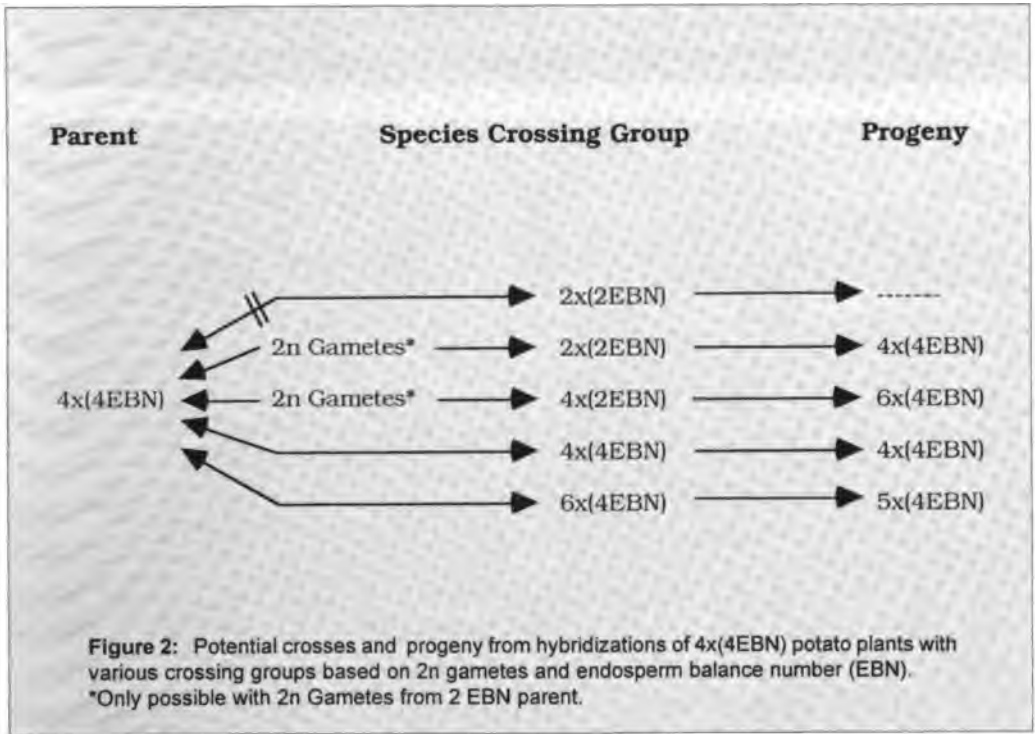 Parent Species Crossing Group Progeny
2x(2EBN) -------
2n Gametes* 2x(2EBN) 4x(4EBN)
4x(4EBN) 2n Gametes* 4x(2EBN) 6x(4EBN)
4x(4EBN) 4x(4EBN)
6x(4EBN) 5x(4EBN)
Figure 2: Potential crosses and progeny from hybridizations of 4x(4EBN) potato plants with
various crossing groups based on 2n gametes and endosperm balance number (EBN).
*Only possible with 2n Gametes from 2 EBN parent.